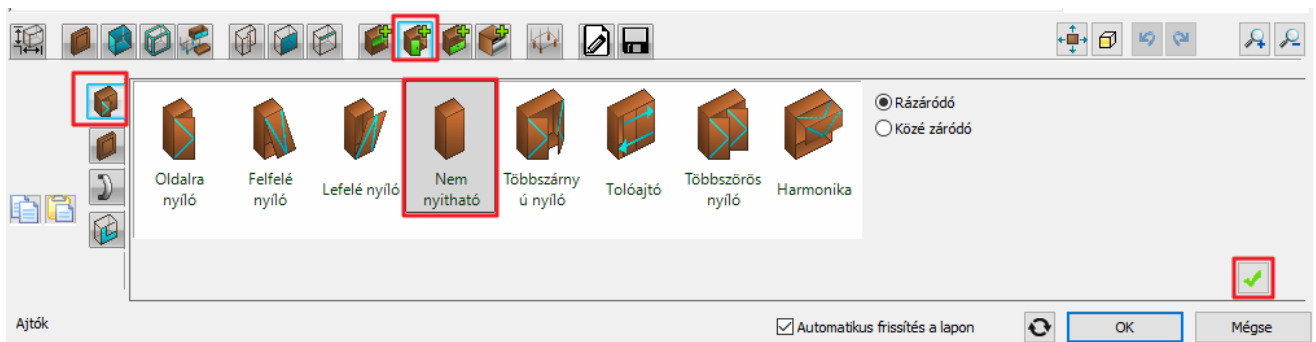 Oldalra
nyíló
Felfelé
nyíló
Lefelé nyíló
Nem
nyitható
Többszárny
ú nyíló
Tolóajtó
Többszörös
nyíló
Harmonika
Rázáródó
Közé záródó
Ajtók
Automatikus frissítés a lapon
OK
Mégse